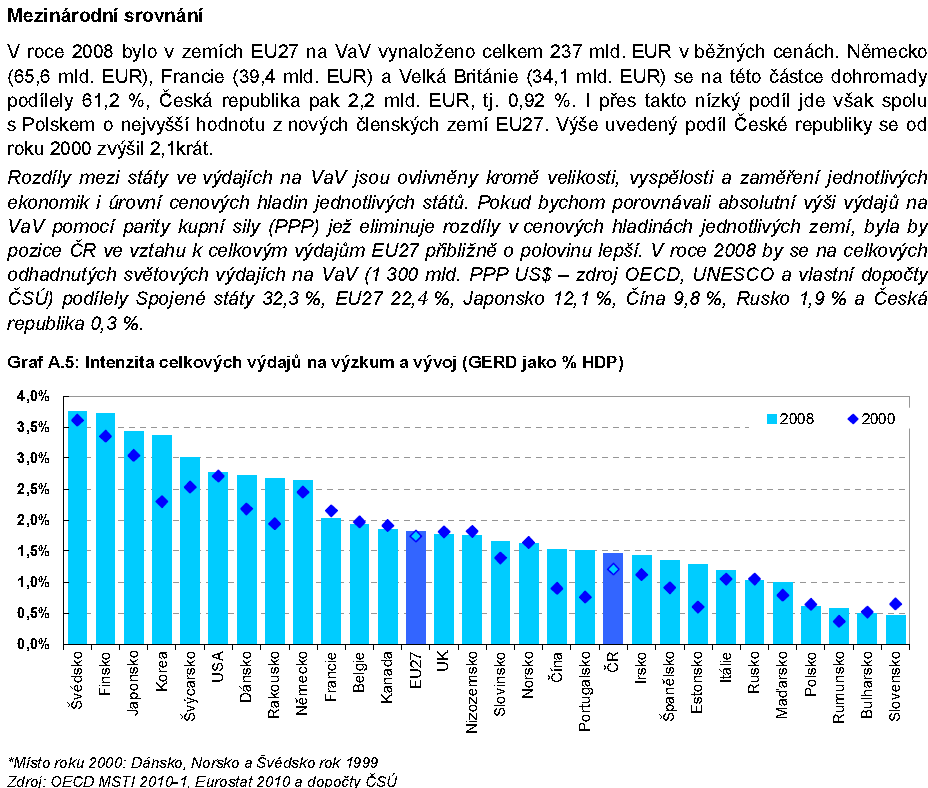 Mezinárodní srovnání
V roce 2008 bylo v zemích EU27 na VaV vynaloženo celkem 237 mld. EUR v běžných cenách. Německo
(65,6 mld. EUR), Francie (39,4 mld. EUR) a Velká Británie (34,1 mld. EUR) se na této částce dohromady
podílely 61,2 %, Česká republika pak 2,2 mld. EUR, tj. 0,92 %. I přes takto nízký podíl jde však spolu
s Polskem o nejvyšší hodnotu z nových členských zemí EU27. Výše uvedený podíl České republiky se od
roku 2000 zvýšil 2,1krát.
Rozdíly mezi státy ve výdajích na VaV jsou ovlivněny kromě velikosti, vyspělosti a zaměření jednotlivých
ekonomik i úrovní cenových hladin jednotlivých států. Pokud bychom porovnávali absolutní výši výdajů na
VaV pomocí parity kupní síly (PPP) jež eliminuje rozdíly v cenových hladinách jednotlivých zemí, byla by
pozice ČR ve vztahu k celkovým výdajům EU27 přibližně o polovinu lepší. V roce 2008 by se na celkových
odhadnutých světových výdajích na VaV (1 300 mld. PPP US$ – zdroj OECD, UNESCO a vlastní dopočty
ČSÚ) podílely Spojené státy 32,3 %, EU27 22,4 %, Japonsko 12,1 %, Čína 9,8 %, Rusko 1,9 % a Česká
republika 0,3 %.
Graf A.5: Intenzita celkových výdajů na výzkum a vývoj (GERD jako % HDP)
4,0%
3,5%
3,0%
2,5%
2,0%
1,5%
1,0%
0,5%
0,0%
2008
2000
Švédsko
Finsko
Japonsko
Korea
Švýcarsko
USA
Dánsko
Rakousko
Německo
Francie
Belgie
Kanada
EU27
UK
Nizozemsko
Slovinsko
Norsko
Čína
Portugalsko
ČR
Irsko
Španělsko
Estonsko
Itálie
Rusko
Maďarsko
Polsko
Rumunsko
Bulharsko
Slovensko
*Místo roku 2000: Dánsko, Norsko a Švédsko rok 1999
Zdroj: OECD MSTI 2010-1, Eurostat 2010 a dopočty ČSÚ